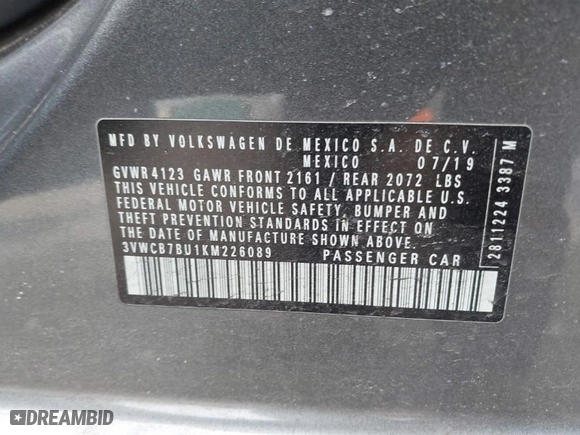 MFD BY VOLKSWAGEN DE MEXICO S.A. DE C.V.
MEXICO 07/19
GVWR 4123 GAWR FRONT 2161 / REAR 2072 LBS
THIS VEHICLE CONFORMS TO ALL APPLICABLE U.S.
FEDERAL MOTOR VEHICLE SAFETY, BUMPER AND
THEFT PREVENTION STANDARDS IN EFFECT ON
THE DATE OF MANUFACTURE SHOWN ABOVE
3VWCB7BU1KM226089 PASSENGER CAR
2811224 3387 M
DREAMBID